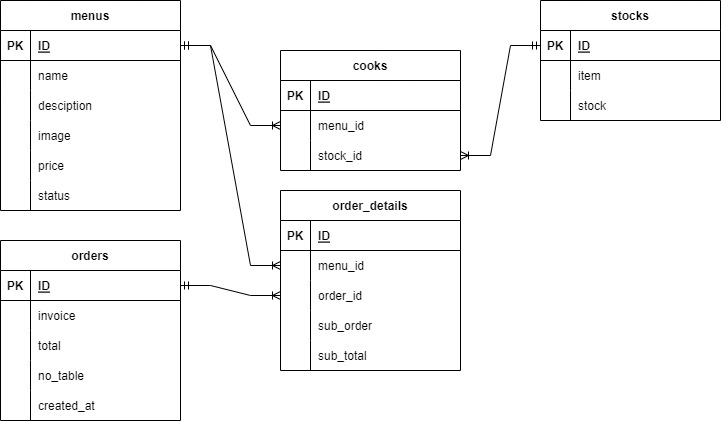 menus
PK ID
name
desciption
image
price
status
cooks
PK ID
menu_id
stock_id
stocks
PK ID
item
stock
orders
PK ID
invoice
total
no_table
created_at
order_details
PK ID
menu_id
order_id
sub_order
sub_total